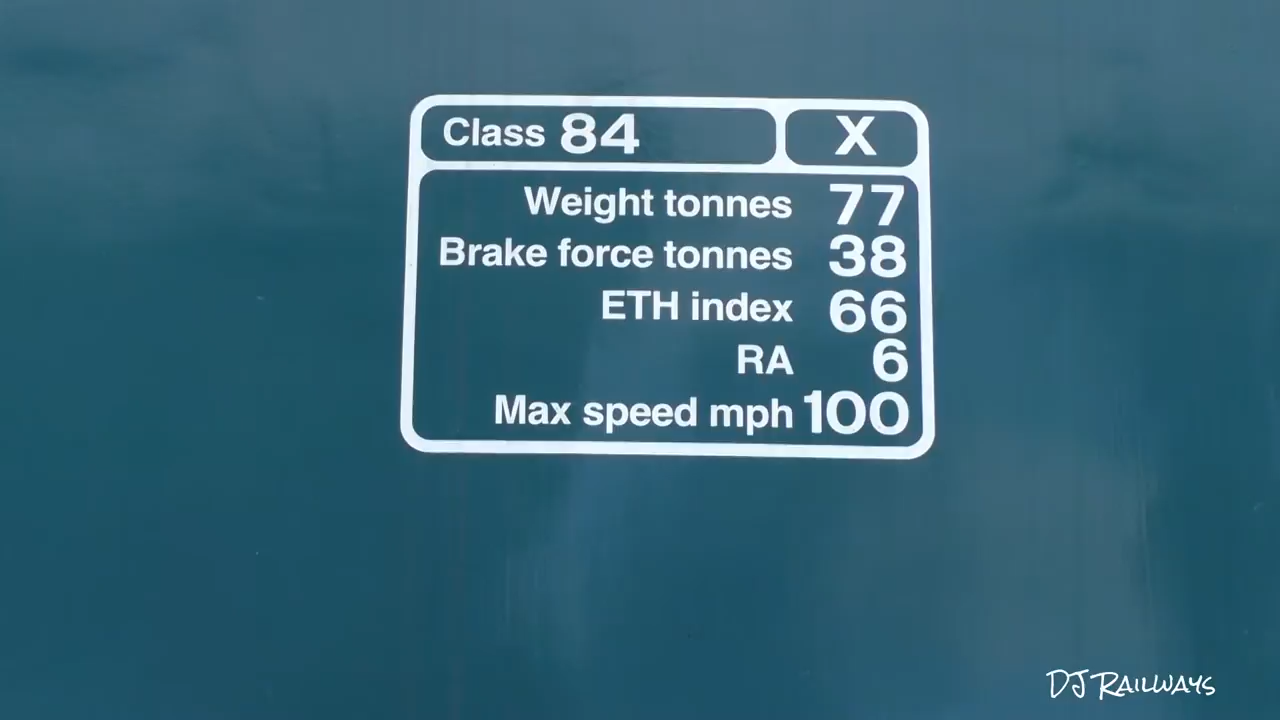 Class 84 X
Weight tonnes 77
Brake force tonnes 38
ETH index 66
RA 6
Max speed mph 100
DJ Railways